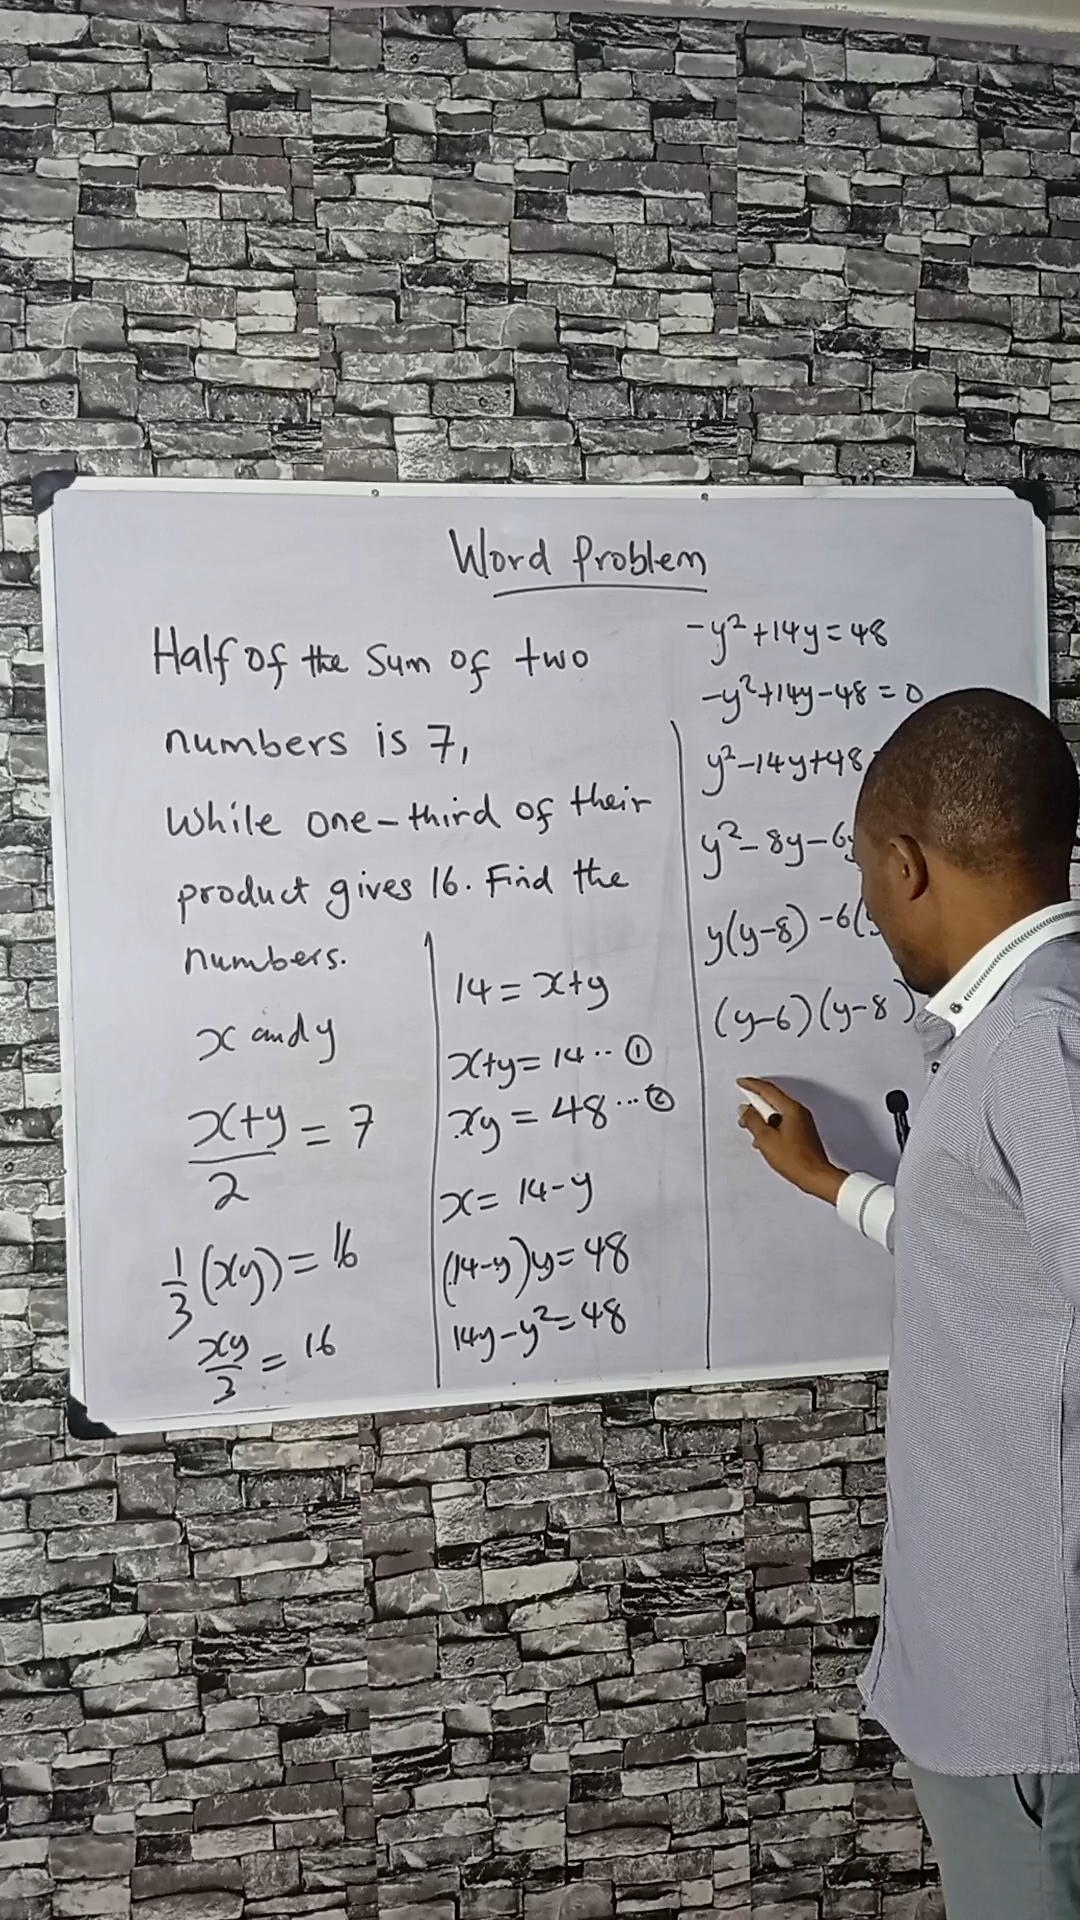 Word Problem
Half of the sum of two
numbers is 7,
While one-third of their
product gives 16. Find the
numbers.
x and y
x+y/2 = 7
1/3 (xy) = 16
xy/3 = 16
14 = x+y
x+y = 14 .. ①
xy = 48 ... ②
x = 14-y
(14-y)y = 48
14y-y² = 48
-y²+14y = 48
-y²+14y-48 = 0
y²-14y+48
y²-8y-6y
y(y-8) -6(
(y-6)(y-8)